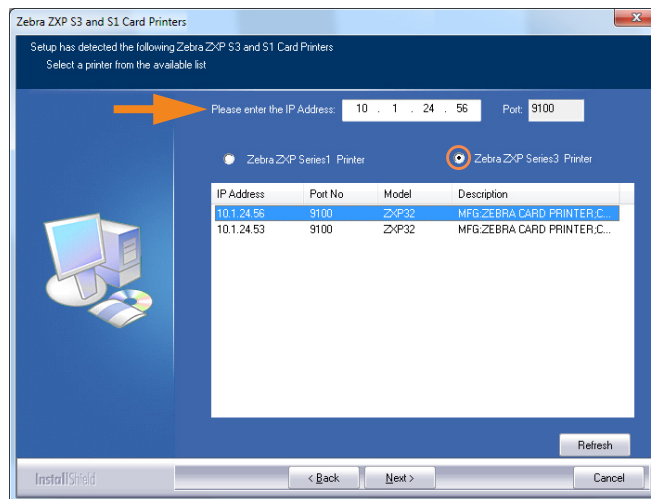 Zebra ZXP S3 and S1 Card Printers
Setup has detected the following Zebra ZXP S3 and S1 Card Printers
Select a printer from the available list
Please enter the IP Address: 10 . 1 . 24 . 56 Port: 9100
Zebra ZXP Series1 Printer Zebra ZXP Series3 Printer
IP Address Port No Model Description
10.1.24.56 9100 ZXP32 MFG:ZEBRA CARD PRINTER;C...
10.1.24.53 9100 ZXP32 MFG:ZEBRA CARD PRINTER;C...
Refresh
InstallShield < Back Next > Cancel